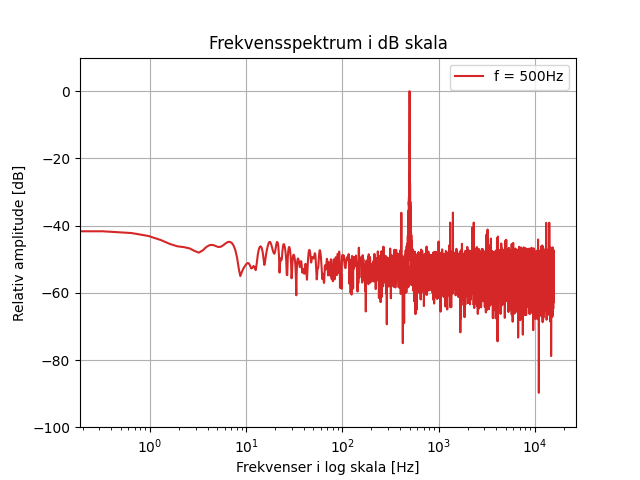 Frekvensspektrum i dB skala
f = 500Hz
Relativ amplitude [dB]
0
−20
−40
−60
−80
−100
10⁰ 10¹ 10² 10³ 10⁴
Frekvenser i log skala [Hz]